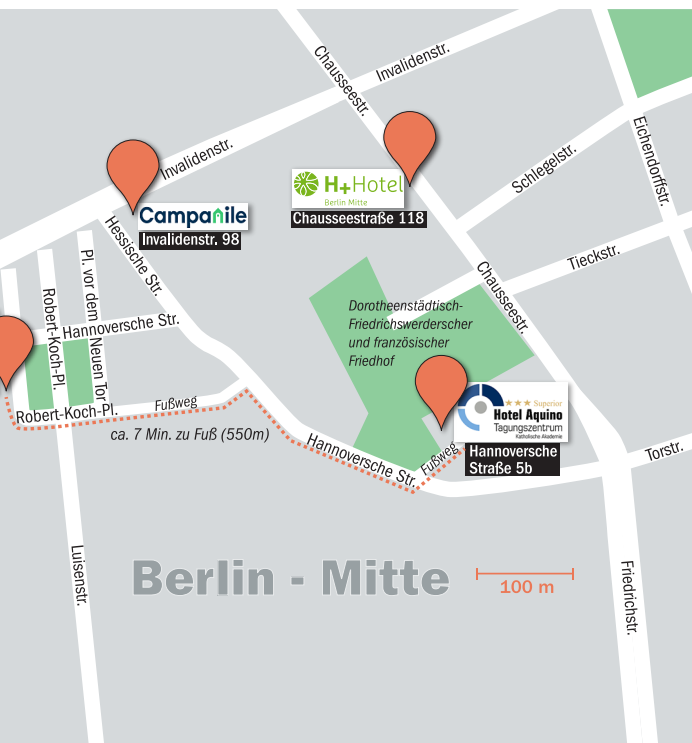 Invalidenstr.
Chausseestr.
Eichendorffstr.
Invalidenstr.
Schlegelstr.
H+Hotel
Berlin Mitte
Chausseestraße 118
Campanile
Invalidenstr. 98
Hessische Str.
Tieckstr.
Chausseestr.
Pl. vor dem
Neuen Tor
Robert-Koch-Pl.
Hannoversche Str.
Dorotheenstädtisch-
Friedrichswerderscher
und französischer
Friedhof
Robert-Koch-Pl.
Fußweg
ca. 7 Min. zu Fuß (550m)
Hannoversche Str.
Fußweg
★★★ Superior
Hotel Aquino
Tagungszentrum
Katholische Akademie
Hannoversche
Straße 5b
Torstr.
Luisenstr.
Berlin - Mitte
100 m
Friedrichstr.